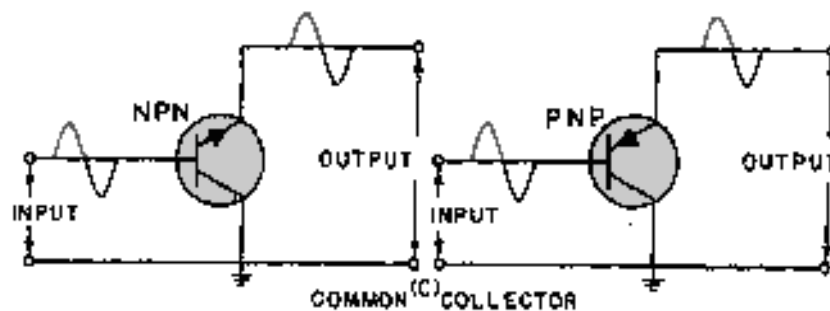 NPN
OUTPUT
INPUT
PNP
OUTPUT
INPUT
(C)
COMMON COLLECTOR